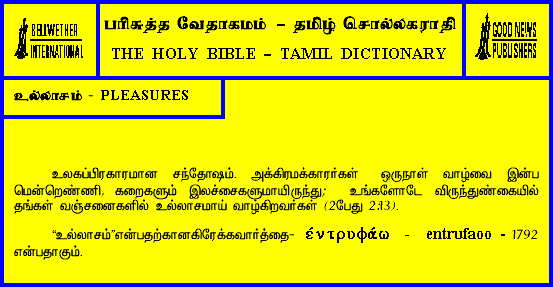 BELLWETHER
INTERNATIONAL
பரிசுத்த வேதாகமம் – தமிழ் சொல்லகராதி
THE HOLY BIBLE – TAMIL DICTIONARY
GOOD NEWS
PUBLISHERS
உல்லாசம் - PLEASURES
உலகப்பிரகாரமான சந்தோஷம். அக்கிரமக்காரர்கள் ஒருநாள் வாழ்வை இன்ப
மென்றெண்ணி, கறைகளும் இலச்சைகளுமாயிருந்து; உங்களோடே விருந்துண்கையில்
தங்கள் வஞ்சனைகளில் உல்லாசமாய் வாழ்கிறவர்கள் (2பேது 2:13).
“உல்லாசம்”என்பதற்கானகிரேக்கவார்த்தை- έντρυφάω - entrufaoo - 1792
என்பதாகும்.